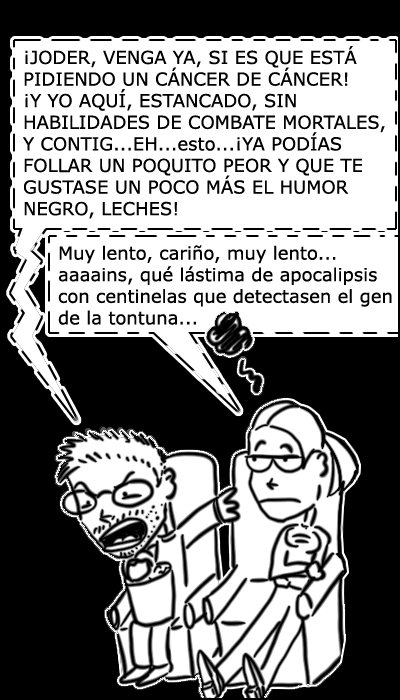 ¡JODER, VENGA YA, SI ES QUE ESTÁ
PIDIENDO UN CÁNCER DE CÁNCER!
¡Y YO AQUÍ, ESTANCADO, SIN
HABILIDADES DE COMBATE MORTALES,
Y CONTIG...EH...esto...¡YA PODÍAS
FOLLAR UN POQUITO PEOR Y QUE TE
GUSTASE UN POCO MÁS EL HUMOR
NEGRO, LECHES!
Muy lento, cariño, muy lento...
aaaains, qué lástima de apocalipsis
con centinelas que detectasen el gen
de la tontuna...